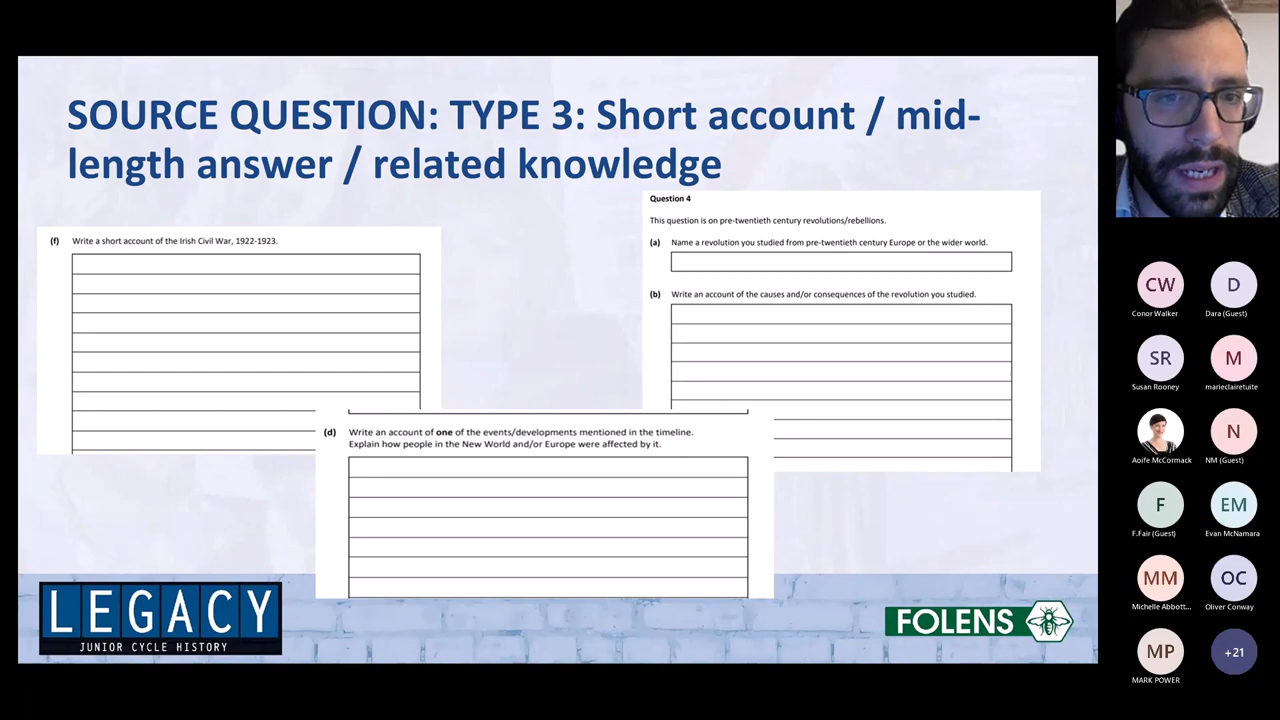 SOURCE QUESTION: TYPE 3: Short account / mid-
length answer / related knowledge
(f) Write a short account of the Irish Civil War, 1922-1923.
Question 4
This question is on pre-twentieth century revolutions/rebellions.
(a) Name a revolution you studied from pre-twentieth century Europe or the wider world.
(b) Write an account of the causes and/or consequences of the revolution you studied.
(d) Write an account of one of the events/developments mentioned in the timeline.
Explain how people in the New World and/or Europe were affected by it.
LEGACY
JUNIOR CYCLE HISTORY
FOLENS
CW
Conor Walker
D
Dara (Guest)
SR
Susan Rooney
M
marieclairetuite
Aoife McCormack
N
NM (Guest)
F
F.Fair (Guest)
EM
Evan McNamara
MM
Michelle Abbott...
OC
Oliver Conway
MP
MARK POWER
+21